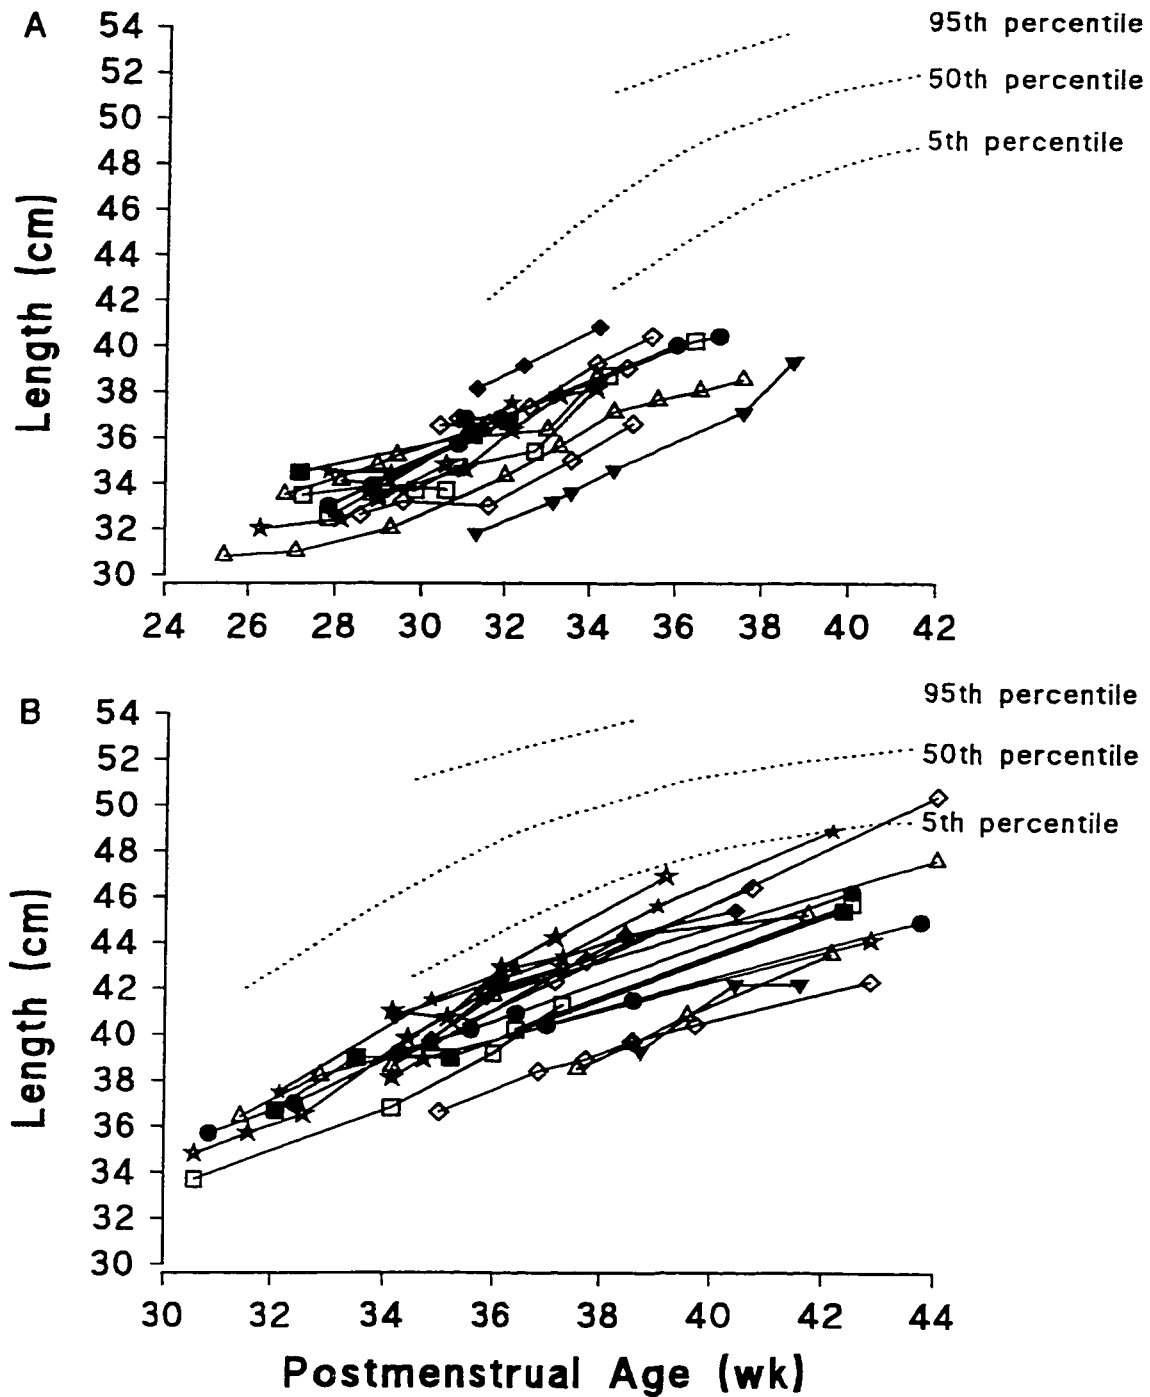 A
54
52
50
48
46
44
42
40
38
36
34
32
30
Length (cm)
95th percentile
50th percentile
5th percentile
24 26 28 30 32 34 36 38 40 42
B
54
52
50
48
46
44
42
40
38
36
34
32
30
Length (cm)
95th percentile
50th percentile
5th percentile
30 32 34 36 38 40 42 44
Postmenstrual Age (wk)